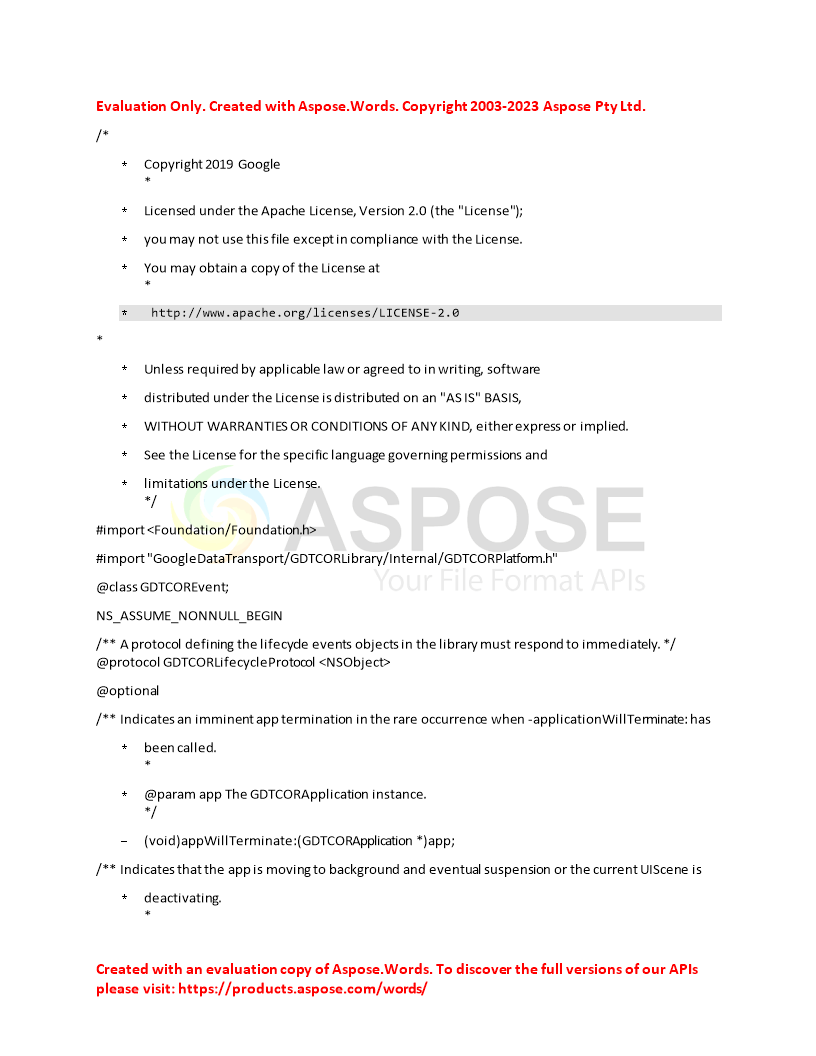 Evaluation Only. Created with Aspose.Words. Copyright 2003-2023 Aspose Pty Ltd.
/*
* Copyright 2019 Google
*
* Licensed under the Apache License, Version 2.0 (the "License");
* you may not use this file except in compliance with the License.
* You may obtain a copy of the License at
*
* http://www.apache.org/licenses/LICENSE-2.0
*
* Unless required by applicable law or agreed to in writing, software
* distributed under the License is distributed on an "AS IS" BASIS,
* WITHOUT WARRANTIES OR CONDITIONS OF ANY KIND, either express or implied.
* See the License for the specific language governing permissions and
* limitations under the License.
*/
ASPOSE
#import <Foundation/Foundation.h>
#import "GoogleDataTransport/GDTCORLibrary/Internal/GDTCORPlatform.h"
Your File Format APIs
@class GDTCOREvent;
NS_ASSUME_NONNULL_BEGIN
/** A protocol defining the lifecycle events objects in the library must respond to immediately. */
@protocol GDTCORLifecycleProtocol <NSObject>
@optional
/** Indicates an imminent app termination in the rare occurrence when -applicationWillTerminate: has
* been called.
*
* @param app The GDTCORApplication instance.
*/
– (void)appWillTerminate:(GDTCORApplication *)app;
/** Indicates that the app is moving to background and eventual suspension or the current UIScene is
* deactivating.
*
Created with an evaluation copy of Aspose.Words. To discover the full versions of our APIs
please visit: https://products.aspose.com/words/